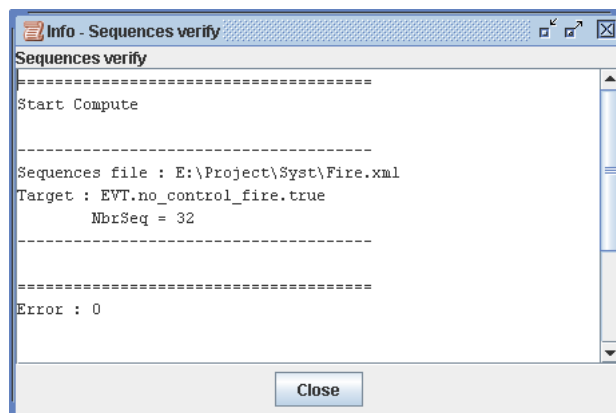 Info - Sequences verify
Sequences verify
======================================
Start Compute
--------------------------------------
Sequences file : E:\Project\Syst\Fire.xml
Target : EVT.no_control_fire.true
NbrSeq = 32
--------------------------------------
======================================
Error : 0
Close